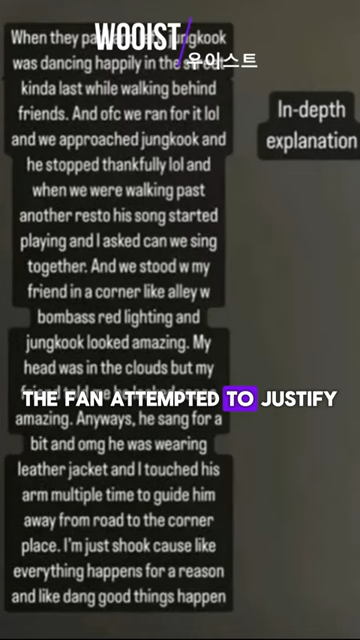 WOOIST
우이스트
When they jungkook
was dancing happily in the
kinda last while walking behind
friends. And ofc we ran for it lol
and we approached jungkook and
he stopped thankfully lol and
when we were walking past
another resto his song started
playing and I asked can we sing
together. And we stood w my
friend in a corner like alley w
bombass red lighting and
jungkook looked amazing. My
head was in the clouds but my
THE FAN ATTEMPTED TO JUSTIFY
amazing. Anyways, he sang for a
bit and omg he was wearing
leather jacket and I touched his
arm multiple time to guide him
away from road to the corner
place. I'm just shook cause like
everything happens for a reason
and like dang good things happen
In-depth
explanation